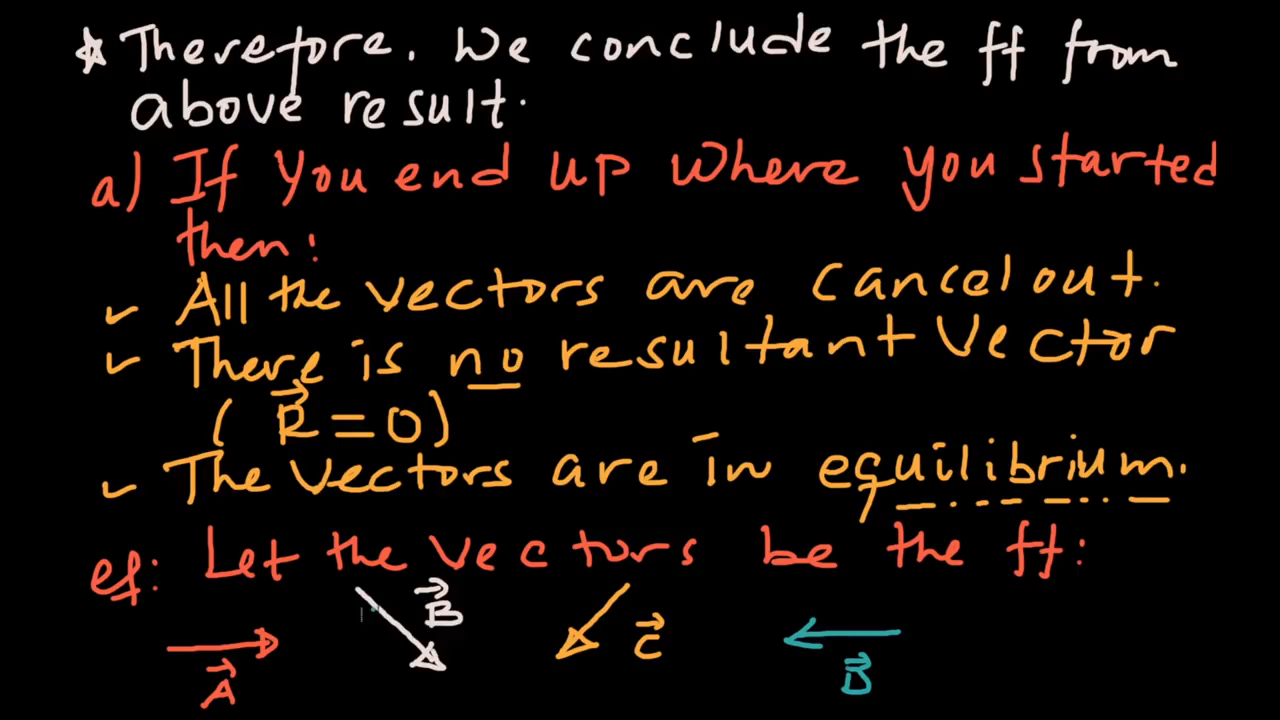 * Therefore, We conclude the ff from
above result.
a) If You end up where you started
then:
✓ All the vectors are cancel out.
✓ There is no resultant vector
( R⃗ = 0 )
✓ The vectors are in equilibrium.
eg: Let the vectors be the ff:
A⃗ B⃗ C⃗ B⃗